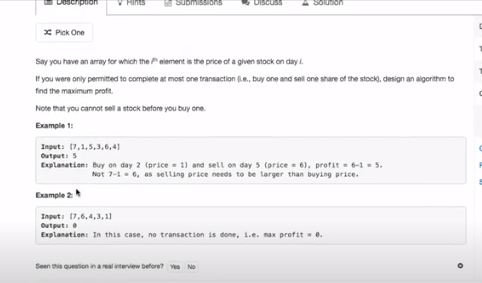 Description Hints Submissions Discuss Solution
Pick One
Say you have an array for which the ith element is the price of a given stock on day i.
If you were only permitted to complete at most one transaction (i.e., buy one and sell one share of the stock), design an algorithm to
find the maximum profit.
Note that you cannot sell a stock before you buy one.
Example 1:
Input: [7,1,5,3,6,4]
Output: 5
Explanation: Buy on day 2 (price = 1) and sell on day 5 (price = 6), profit = 6-1 = 5.
Not 7-1 = 6, as selling price needs to be larger than buying price.
Example 2:
Input: [7,6,4,3,1]
Output: 0
Explanation: In this case, no transaction is done, i.e. max profit = 0.
Seen this question in a real interview before? Yes No